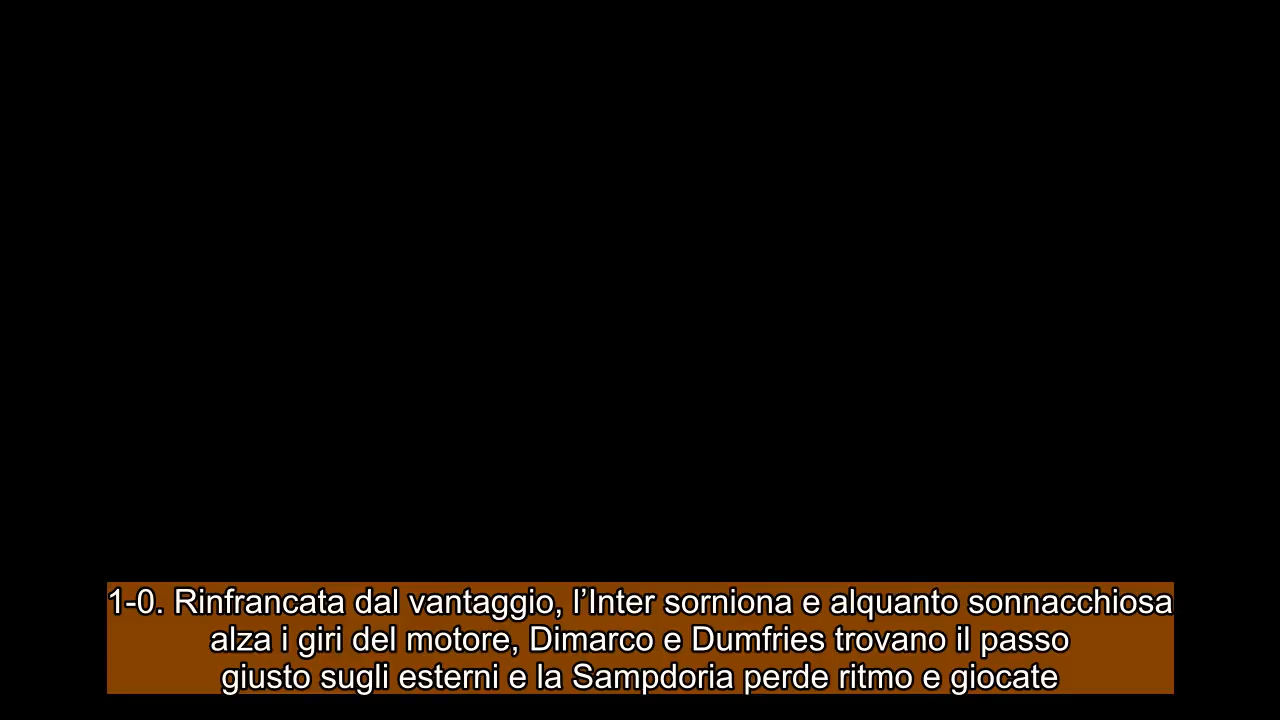 1-0. Rinfrancata dal vantaggio, l’Inter sorniona e alquanto sonnacchiosa
alza i giri del motore, Dimarco e Dumfries trovano il passo
giusto sugli esterni e la Sampdoria perde ritmo e giocate